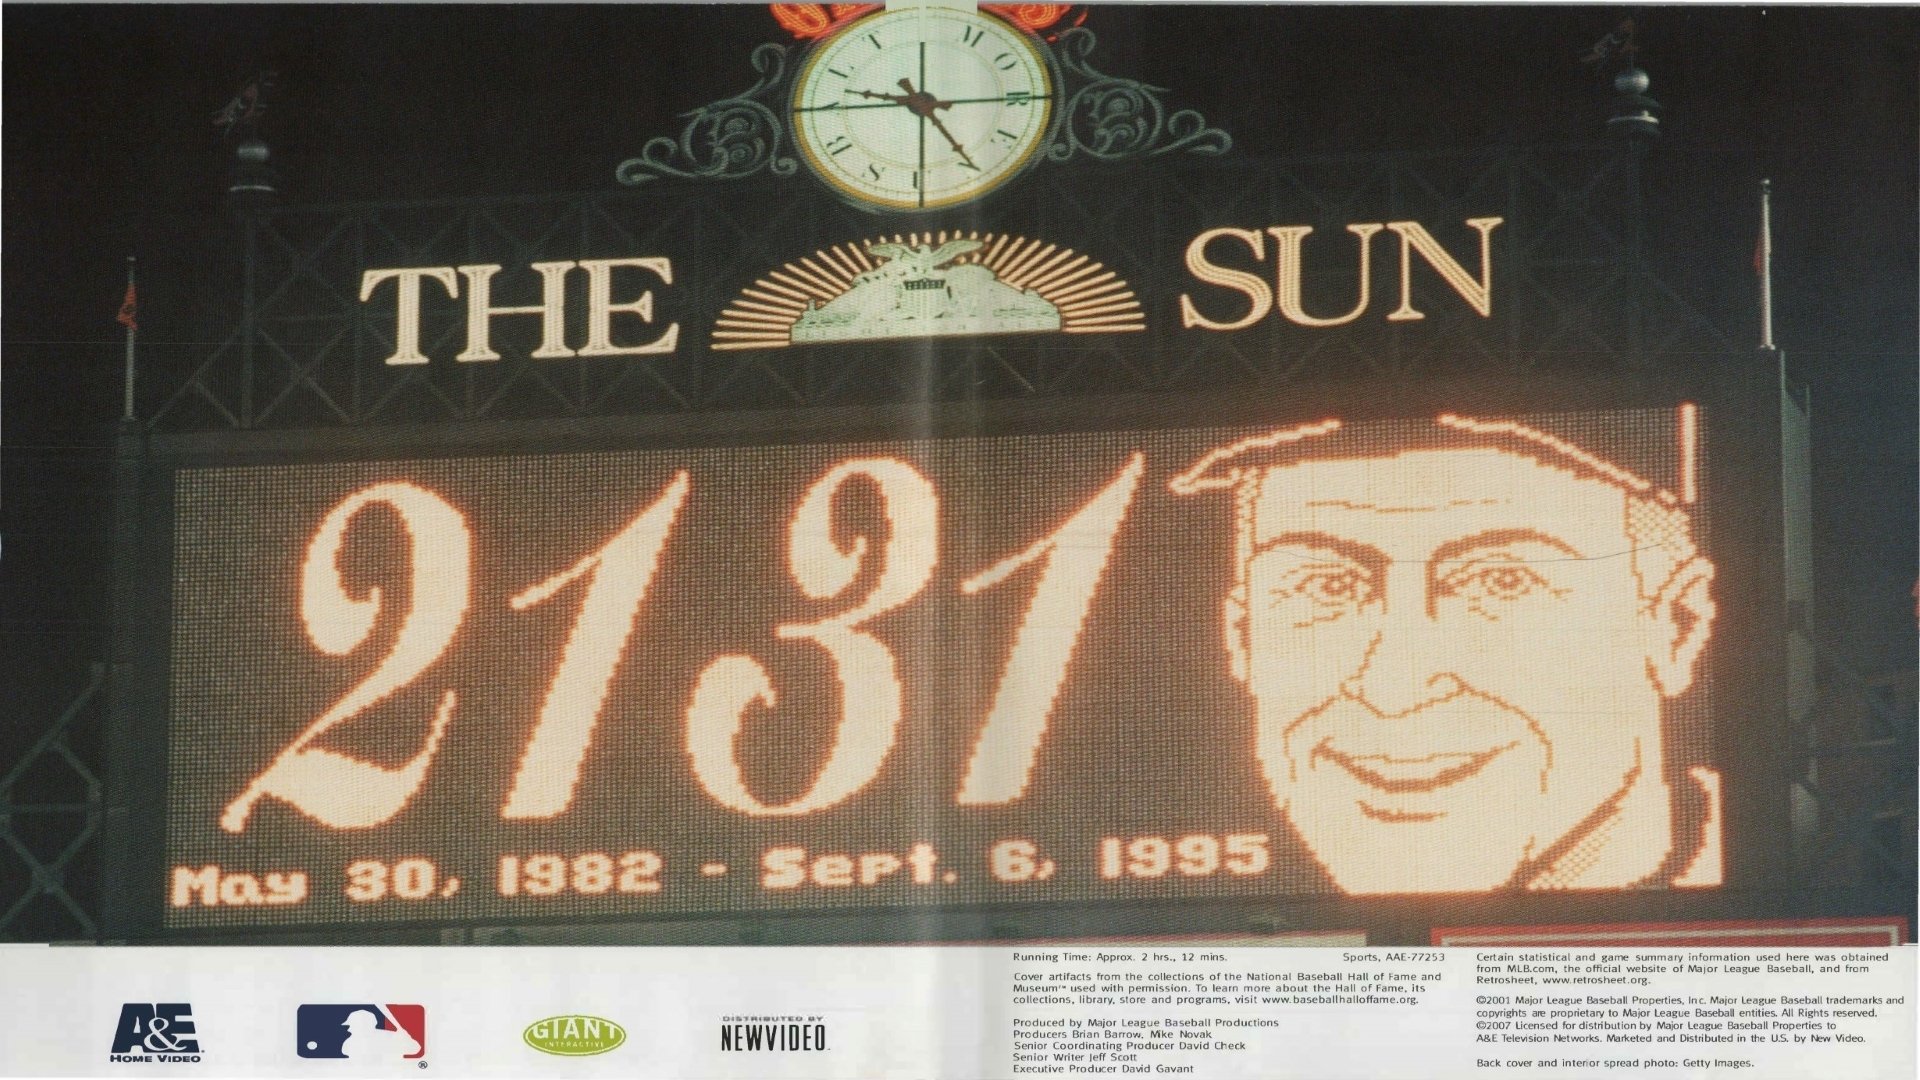 BALTIMORE SUN
THE SUN
2131
May 30, 1982 - Sept. 6, 1995
A&E
HOME VIDEO
GIANT
INTERACTIVE
DISTRIBUTED BY
NEWVIDEO
Running Time: Approx. 2 hrs., 12 mins. Sports, AAE-77253
Cover artifacts from the collections of the National Baseball Hall of Fame and
Museum™ used with permission. To learn more about the Hall of Fame, its
collections, library, store and programs, visit www.baseballhalloffame.org.
Produced by Major League Baseball Productions
Producers Brian Barrow, Mike Novak
Senior Coordinating Producer David Check
Senior Writer Jeff Scott
Executive Producer David Gavant
Certain statistical and game summary information used here was obtained
from MLB.com, the official website of Major League Baseball, and from
Retrosheet, www.retrosheet.org.
©2001 Major League Baseball Properties, Inc. Major League Baseball trademarks and
copyrights are proprietary to Major League Baseball entities. All Rights reserved.
©2007 Licensed for distribution by Major League Baseball Properties to
A&E Television Networks. Marketed and Distributed in the U.S. by New Video.
Back cover and interior spread photo: Getty Images.